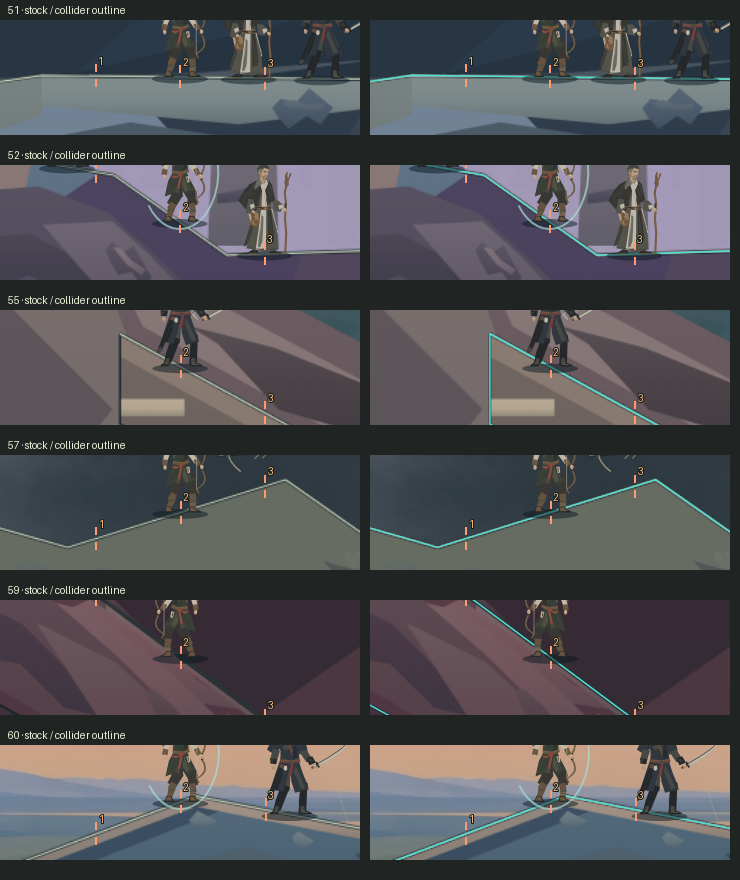 51 · stock / collider outline
1 2 3 1 2 3
52 · stock / collider outline
2 3 2 3
55 · stock / collider outline
2 3 2 3
57 · stock / collider outline
1 2 3 1 2 3
59 · stock / collider outline
2 3 2 3
60 · stock / collider outline
1 2 3 1 2 3